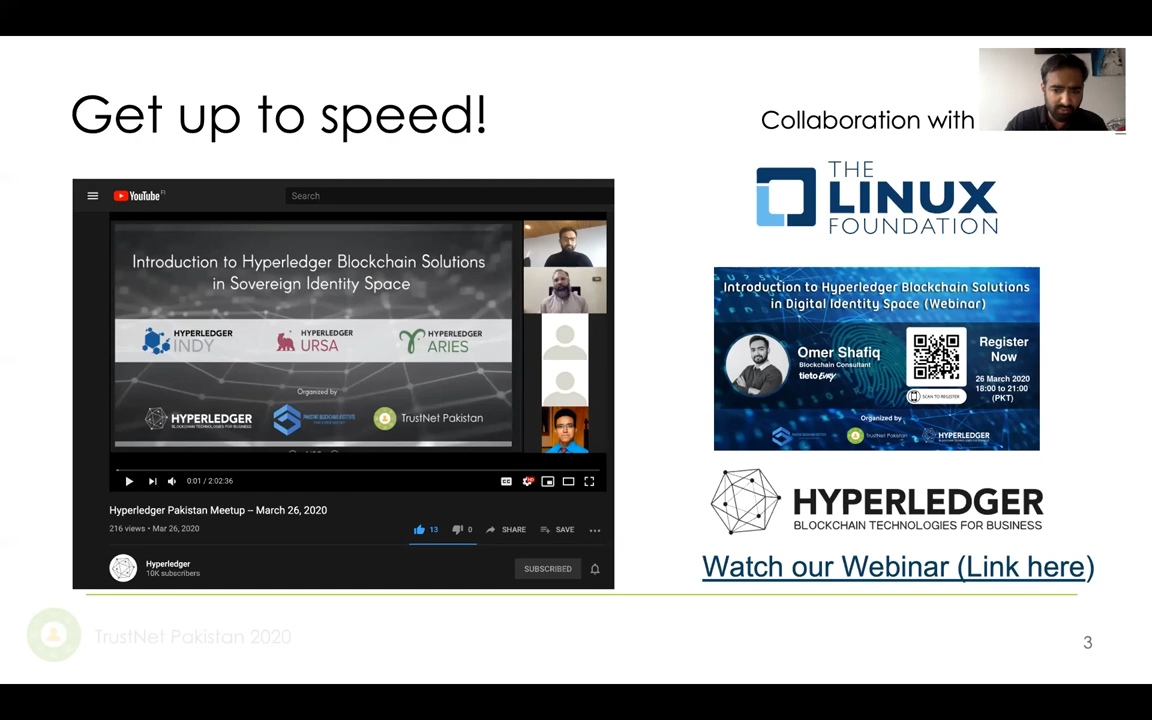 Get up to speed!
Collaboration with
THE
LINUX
FOUNDATION
YouTube
Search
Introduction to Hyperledger Blockchain Solutions
in Sovereign Identity Space
HYPERLEDGER
INDY
HYPERLEDGER
URSA
HYPERLEDGER
ARIES
Organized by
HYPERLEDGER
BLOCKCHAIN TECHNOLOGIES FOR BUSINESS
TrustNet Pakistan
0:01 / 2:02:36
CC
Hyperledger Pakistan Meetup – March 26, 2020
216 views • Mar 26, 2020
13
0
SHARE
SAVE
Hyperledger
10K subscribers
SUBSCRIBED
Introduction to Hyperledger Blockchain Solutions
in Digital Identity Space (Webinar)
Omer Shafiq
Blockchain Consultant
tietoEvry
SCAN TO REGISTER
Register
Now
26 March 2020
18:00 to 21:00
(PKT)
Organized by
TrustNet Pakistan
HYPERLEDGER
HYPERLEDGER
BLOCKCHAIN TECHNOLOGIES FOR BUSINESS
Watch our Webinar (Link here)
TrustNet Pakistan 2020
3